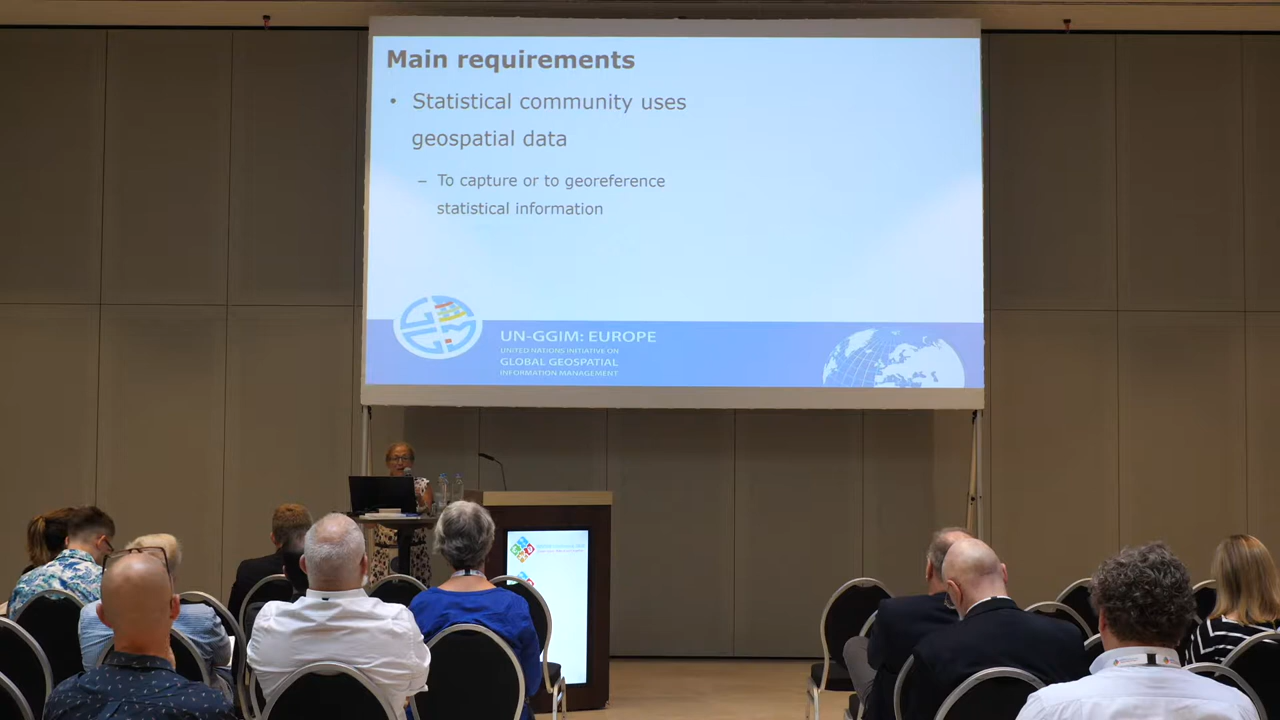 Main requirements
• Statistical community uses
geospatial data
– To capture or to georeference
statistical information
UN-GGIM: EUROPE
UNITED NATIONS INITIATIVE ON
GLOBAL GEOSPATIAL
INFORMATION MANAGEMENT